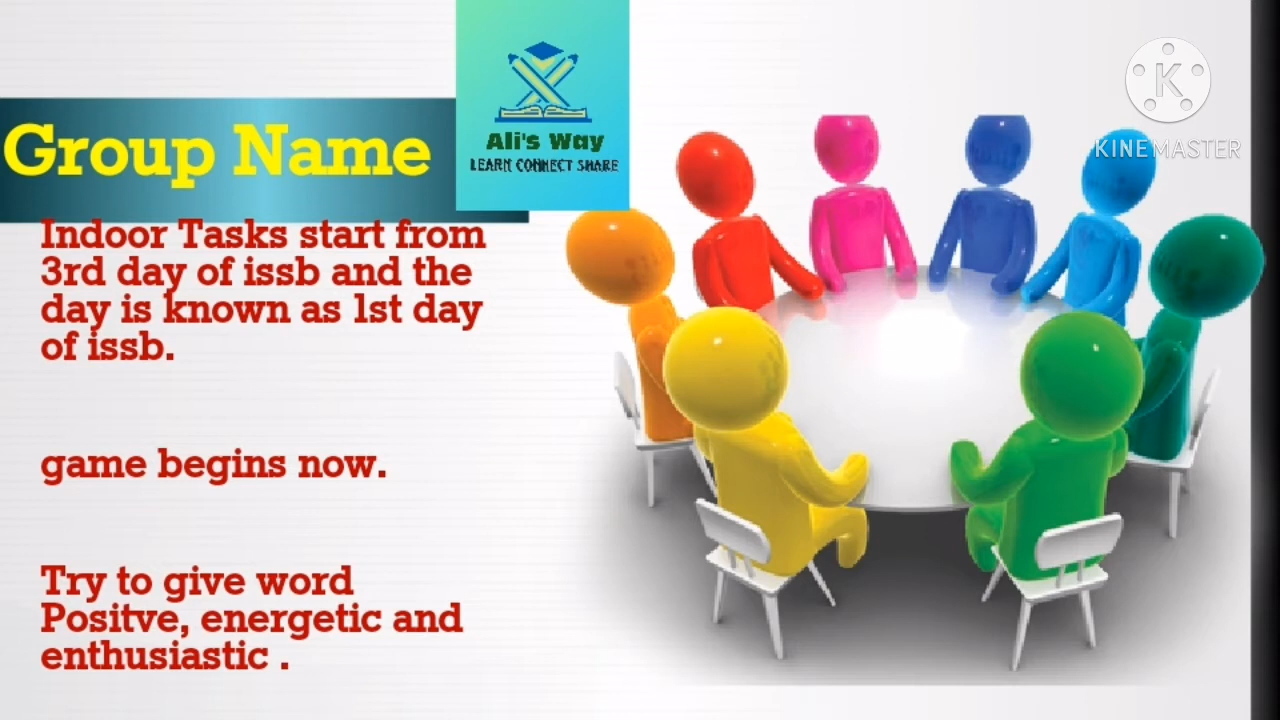 Group Name
Ali's Way
LEARN CONNECT SHARE
K
KINEMASTER
Indoor Tasks start from
3rd day of issb and the
day is known as 1st day
of issb.
game begins now.
Try to give word
Positve, energetic and
enthusiastic .